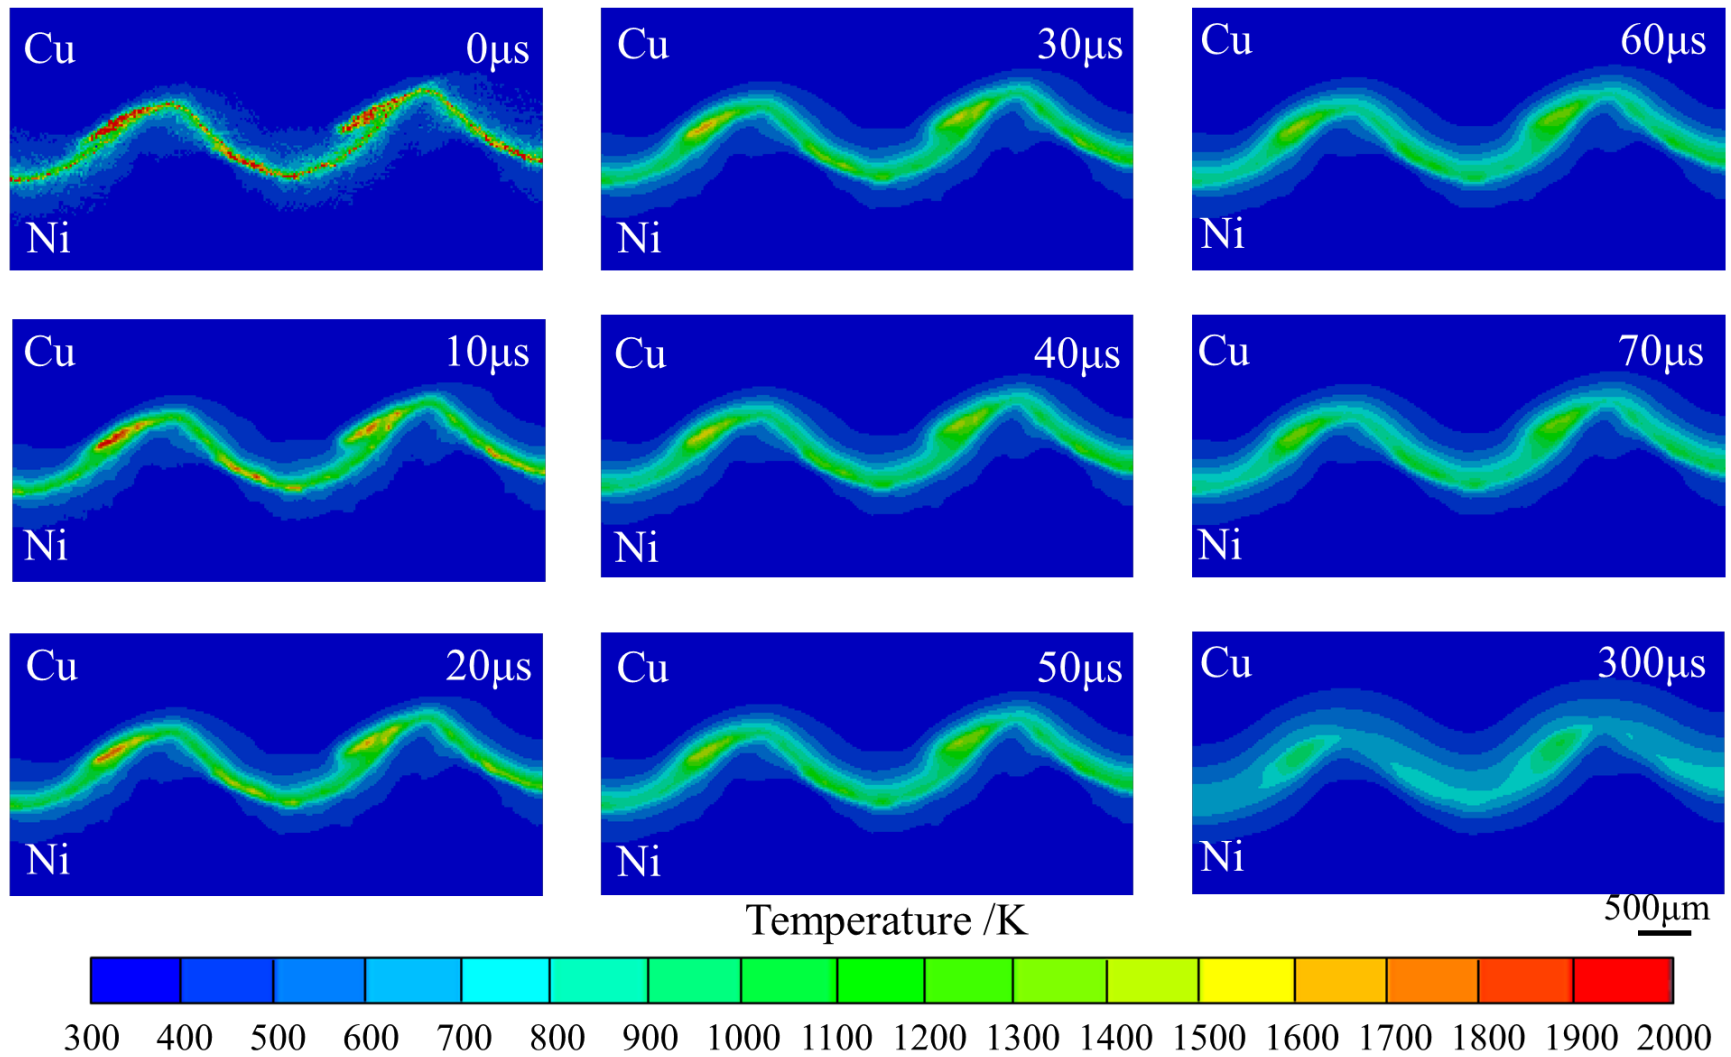 Cu 0μs
Ni
Cu 30μs
Ni
Cu 60μs
Ni
Cu 10μs
Ni
Cu 40μs
Ni
Cu 70μs
Ni
Cu 20μs
Ni
Cu 50μs
Ni
Cu 300μs
Ni
500μm
Temperature /K
300 400 500 600 700 800 900 1000 1100 1200 1300 1400 1500 1600 1700 1800 1900 2000